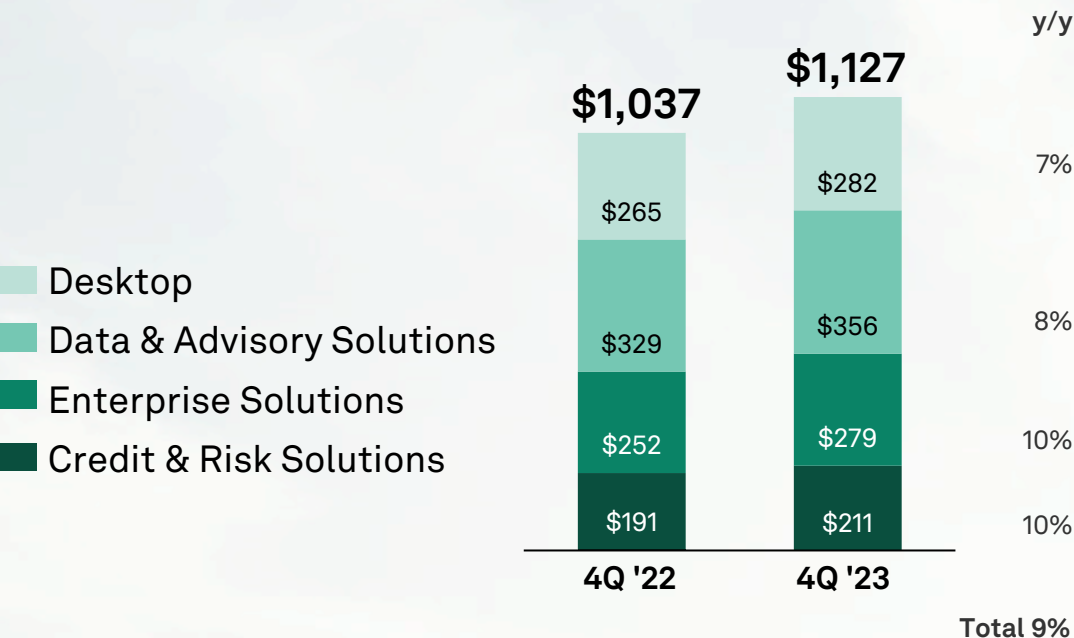 y/y
$1,037
$1,127
7%
$265
$282
Desktop
Data & Advisory Solutions
Enterprise Solutions
Credit & Risk Solutions
$329
$356
8%
$252
$279
10%
$191
$211
10%
4Q '22
4Q '23
Total 9%